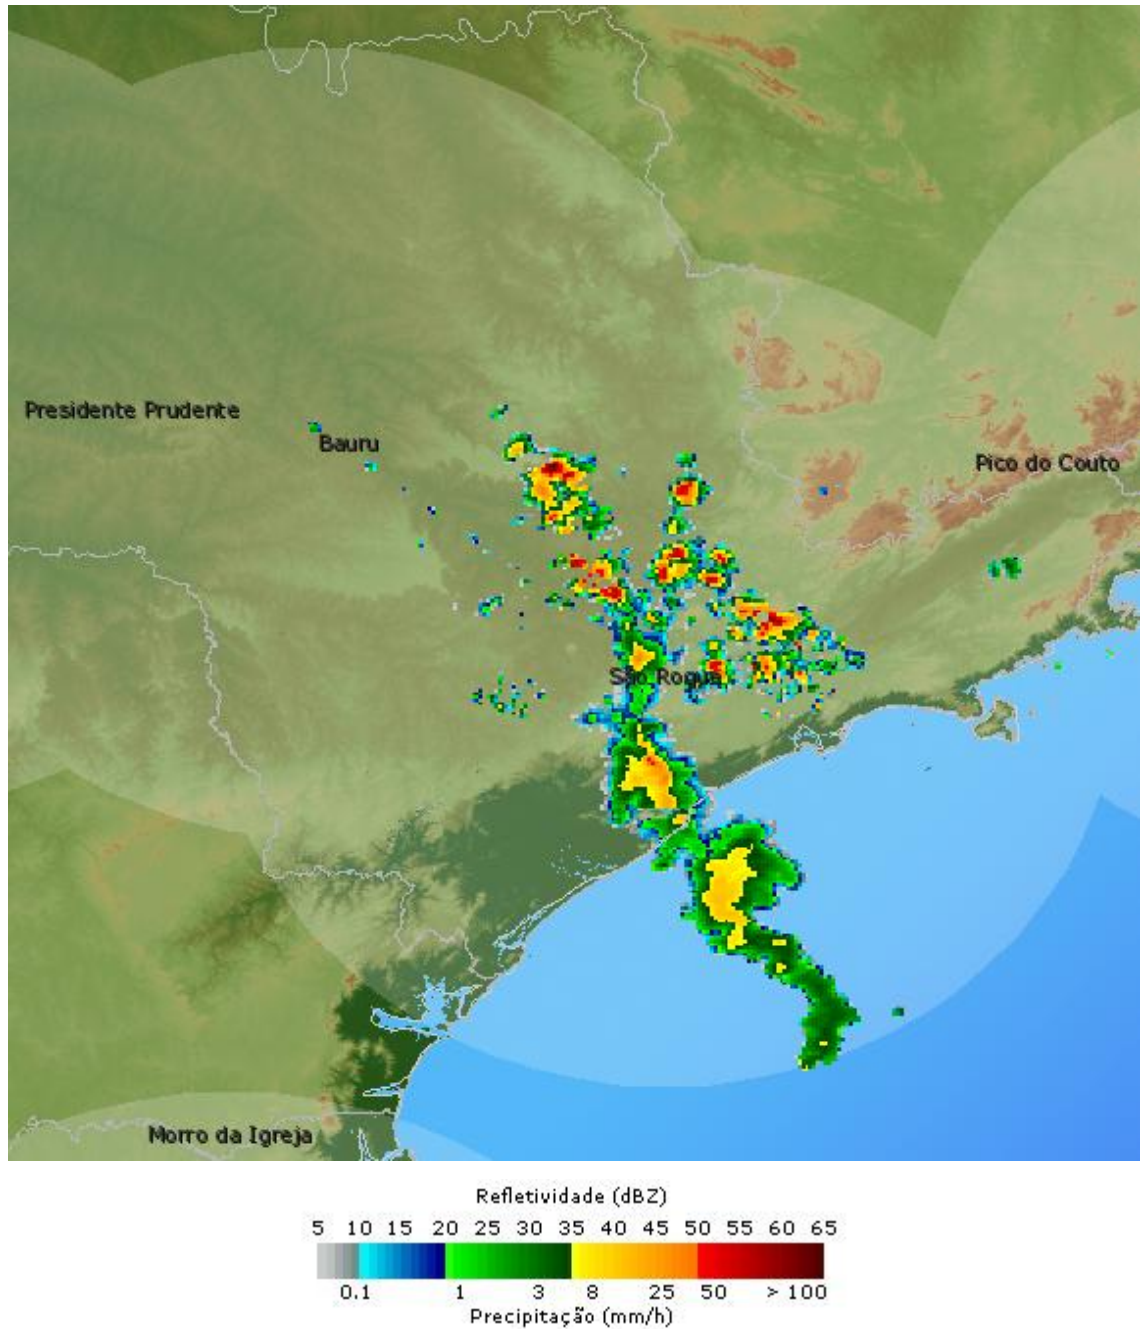 Presidente Prudente
Bauru
Pico do Couto
São Roque
Morro da Igreja
Refletividade (dBZ)
5 10 15 20 25 30 35 40 45 50 55 60 65
0.1 1 3 8 25 50 > 100
Precipitação (mm/h)